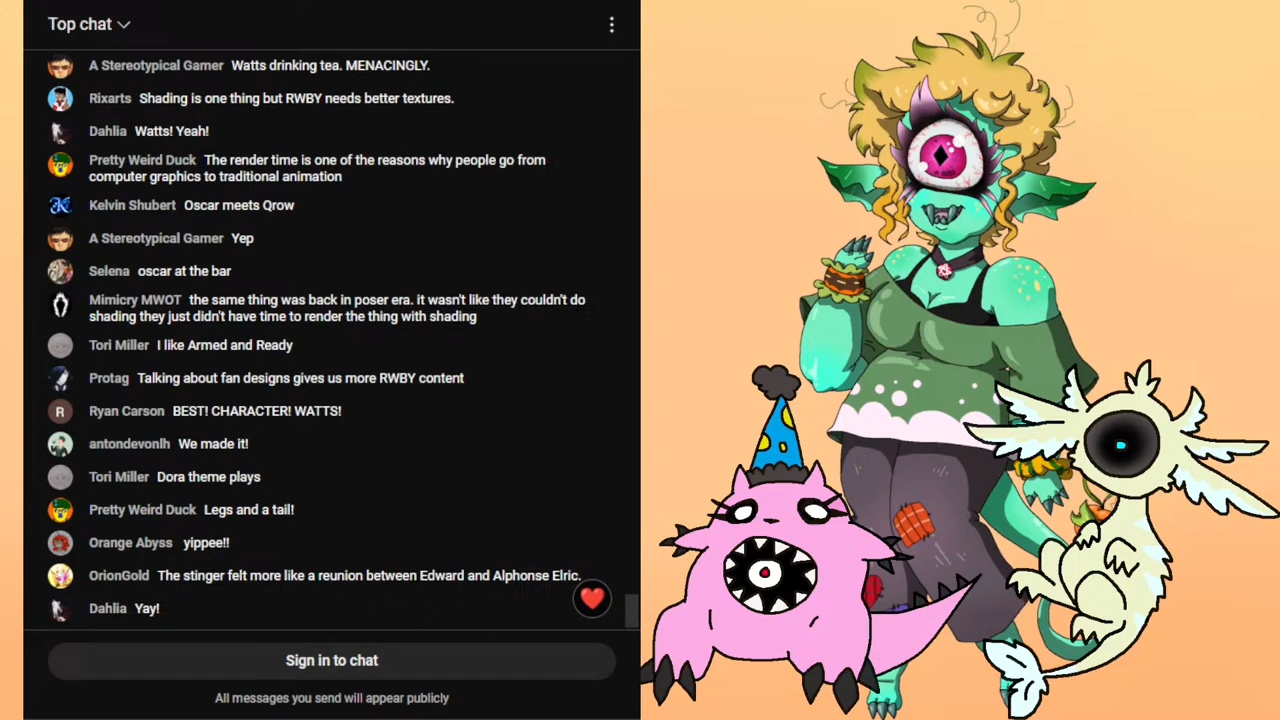 Top chat
A Stereotypical Gamer Watts drinking tea. MENACINGLY.
Rixarts Shading is one thing but RWBY needs better textures.
Dahlia Watts! Yeah!
Pretty Weird Duck The render time is one of the reasons why people go from
computer graphics to traditional animation
Kelvin Shubert Oscar meets Qrow
A Stereotypical Gamer Yep
Selena oscar at the bar
Mimicry MWOT the same thing was back in poser era. it wasn't like they couldn't do
shading they just didn't have time to render the thing with shading
Tori Miller I like Armed and Ready
Protag Talking about fan designs gives us more RWBY content
R
Ryan Carson BEST! CHARACTER! WATTS!
antondevonlh We made it!
Tori Miller Dora theme plays
Pretty Weird Duck Legs and a tail!
Orange Abyss yippee!!
OrionGold The stinger felt more like a reunion between Edward and Alphonse Elric.
Dahlia Yay!
Sign in to chat
All messages you send will appear publicly